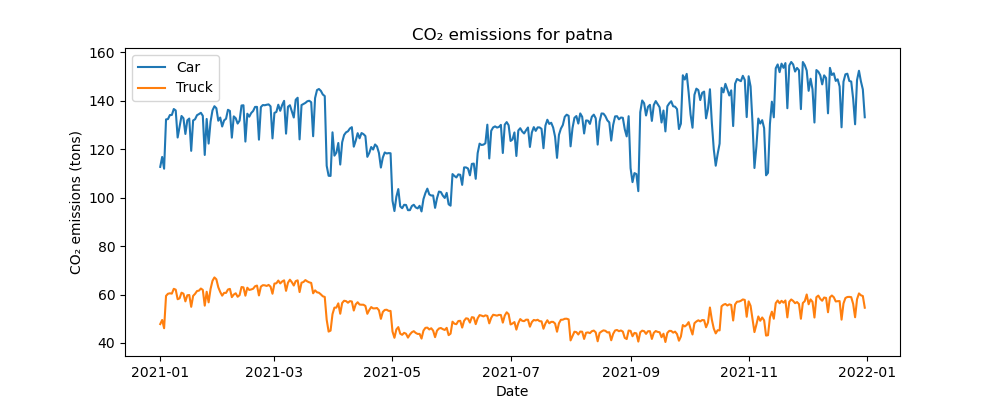 CO₂ emissions for patna
160
140
120
100
80
60
40
CO₂ emissions (tons)
Car
Truck
2021-01
2021-03
2021-05
2021-07
2021-09
2021-11
2022-01
Date